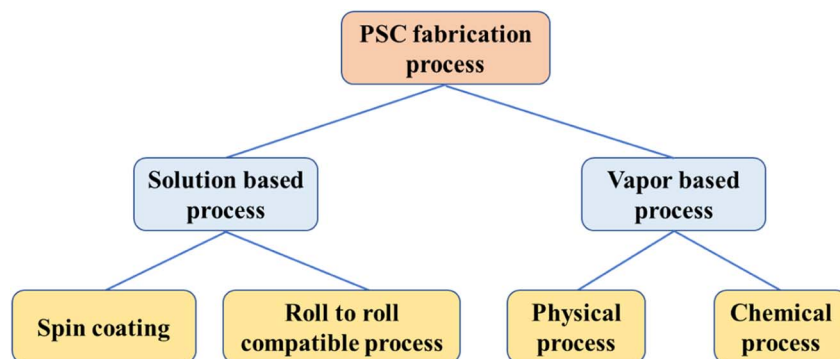 PSC fabrication
process
Solution based
process
Vapor based
process
Spin coating
Roll to roll
compatible process
Physical
process
Chemical
process